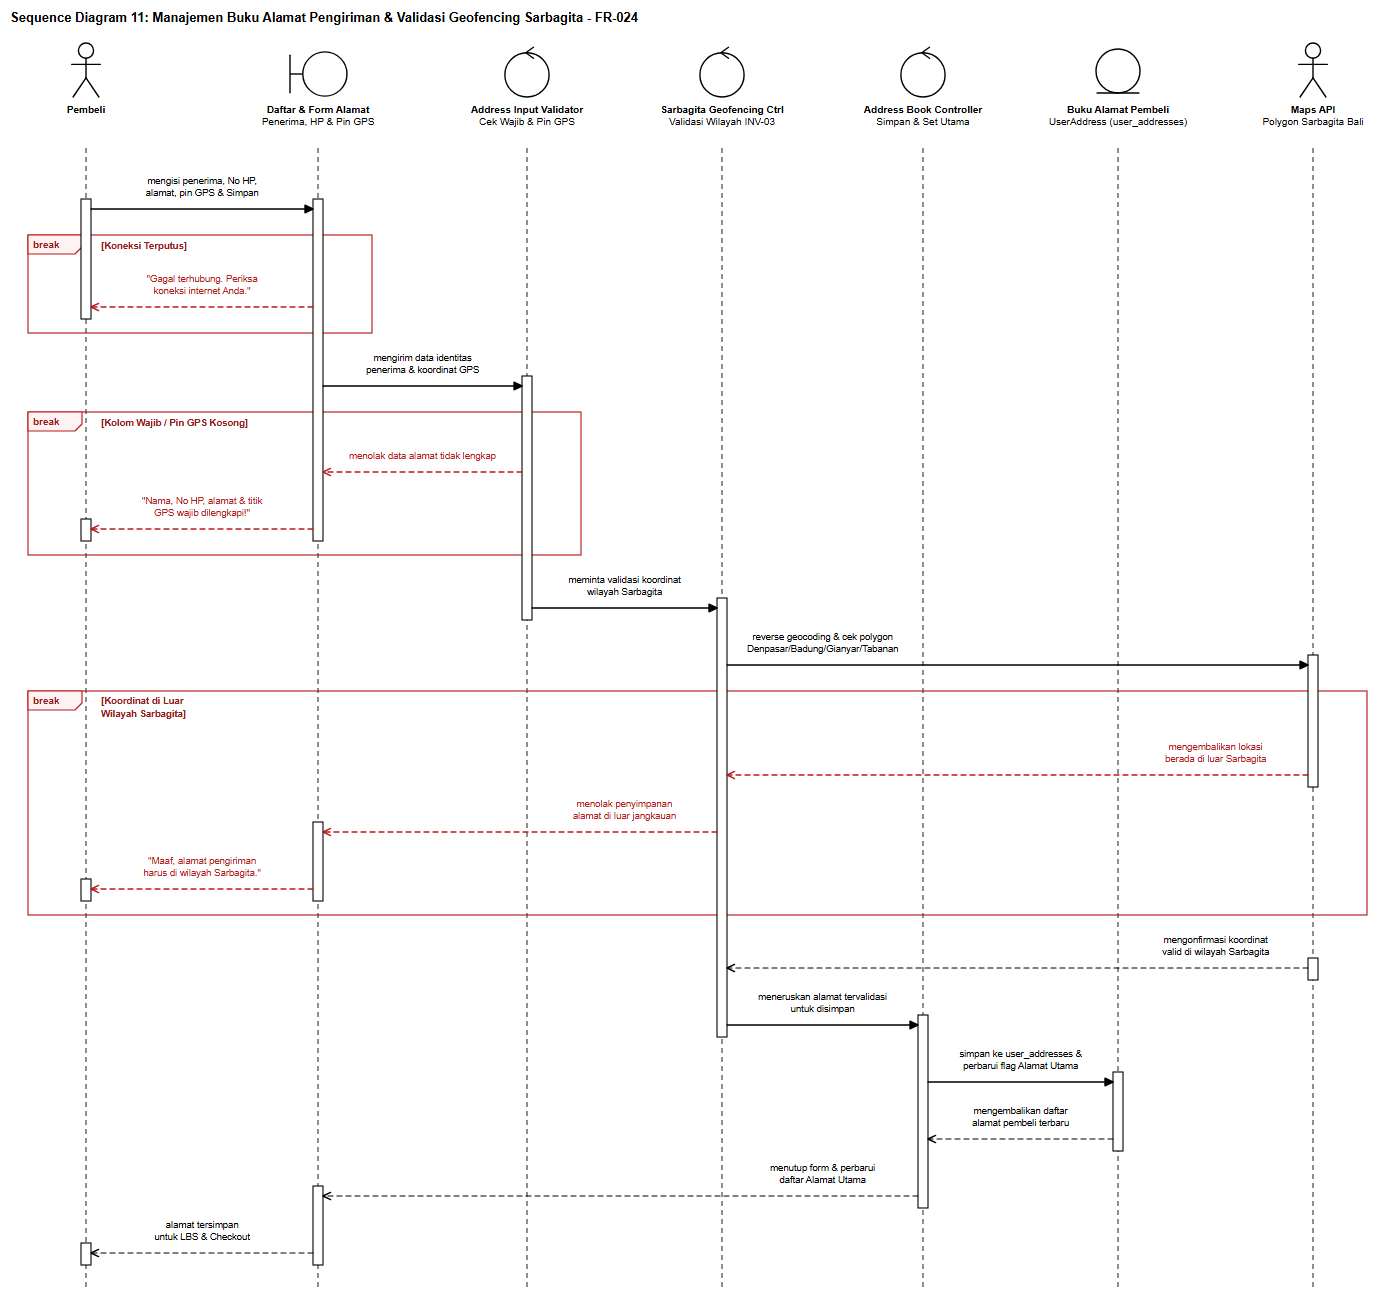 Sequence Diagram 11: Manajemen Buku Alamat Pengiriman & Validasi Geofencing Sarbagita - FR-024
Pembeli
Daftar & Form Alamat
Penerima, HP & Pin GPS
Address Input Validator
Cek Wajib & Pin GPS
Sarbagita Geofencing Ctrl
Validasi Wilayah INV-03
Address Book Controller
Simpan & Set Utama
Buku Alamat Pembeli
UserAddress (user_addresses)
Maps API
Polygon Sarbagita Bali
mengisi penerima, No HP,
alamat, pin GPS & Simpan
break
[Koneksi Terputus]
"Gagal terhubung. Periksa
koneksi internet Anda."
mengirim data identitas
penerima & koordinat GPS
break
[Kolom Wajib / Pin GPS Kosong]
menolak data alamat tidak lengkap
"Nama, No HP, alamat & titik
GPS wajib dilengkapi!"
meminta validasi koordinat
wilayah Sarbagita
reverse geocoding & cek polygon
Denpasar/Badung/Gianyar/Tabanan
break
[Koordinat di Luar
Wilayah Sarbagita]
mengembalikan lokasi
berada di luar Sarbagita
menolak penyimpanan
alamat di luar jangkauan
"Maaf, alamat pengiriman
harus di wilayah Sarbagita."
mengonfirmasi koordinat
valid di wilayah Sarbagita
meneruskan alamat tervalidasi
untuk disimpan
simpan ke user_addresses &
perbarui flag Alamat Utama
mengembalikan daftar
alamat pembeli terbaru
menutup form & perbarui
daftar Alamat Utama
alamat tersimpan
untuk LBS & Checkout